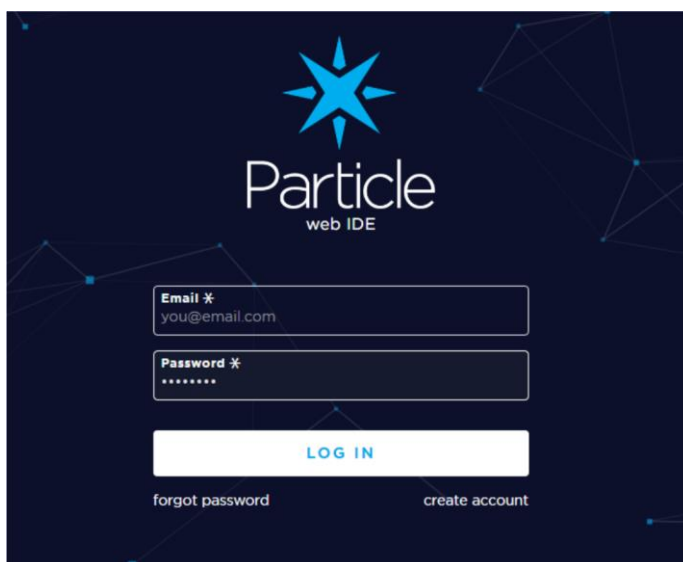 Particle
web IDE
Email *
you@email.com
Password *
••••••••
LOG IN
forgot password create account